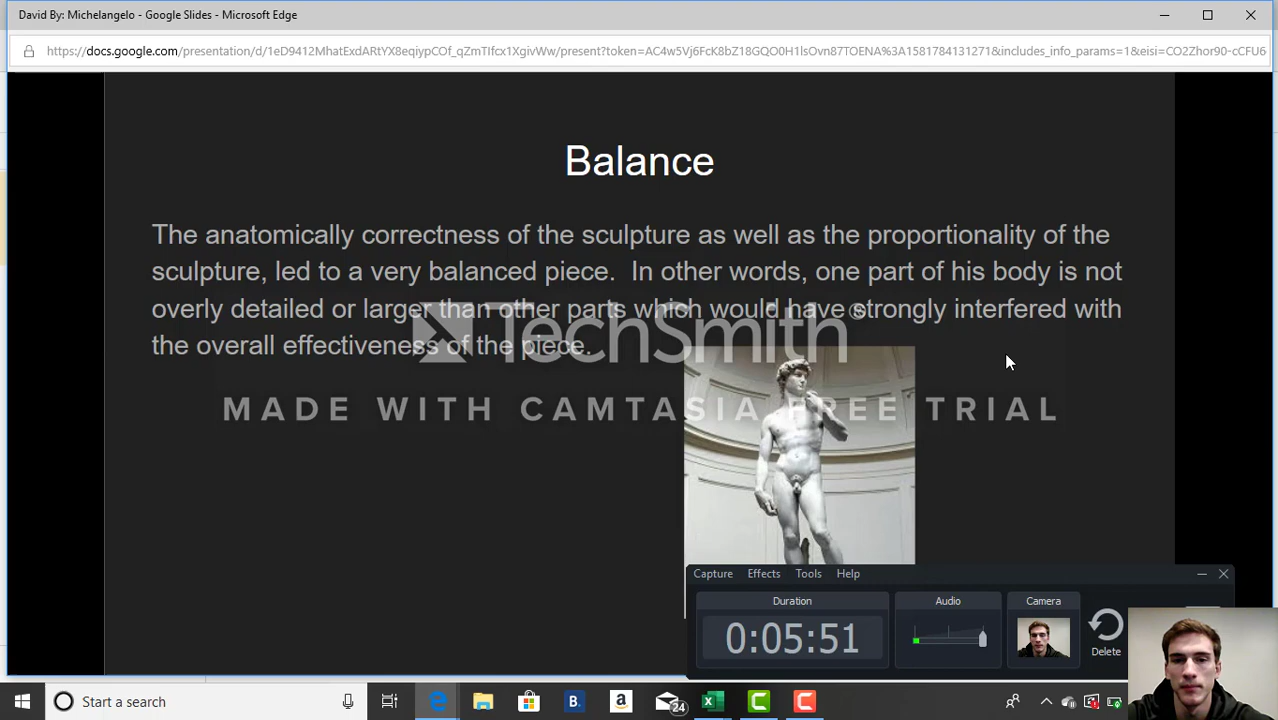 David By: Michelangelo - Google Slides - Microsoft Edge
https://docs.google.com/presentation/d/1eD9412MhatExdARtYX8eqiypCOf_qZmTIfcx1XgivWw/present?token=AC4w5Vj6FcK8bZ18GQO0H1lsOvn87TOENA%3A1581784131271&includes_info_params=1&eisi=CO2Zhor90-cCFU6
Balance
The anatomically correctness of the sculpture as well as the proportionality of the
sculpture, led to a very balanced piece. In other words, one part of his body is not
overly detailed or larger than other parts which would have strongly interfered with
the overall effectiveness of the piece.
TechSmith®
MADE WITH CAMTASIA FREE TRIAL
Capture Effects Tools Help
Duration Audio Camera
0:05:51
Delete
Start a search
24